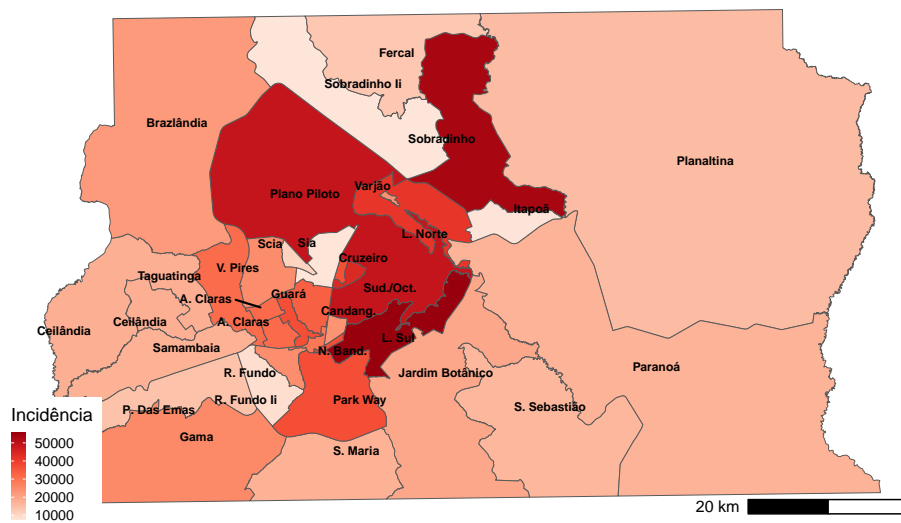 Fercal
Sobradinho Ii
Brazlândia
Sobradinho
Planaltina
Varjão
Plano Piloto
Itapoã
L. Norte
Scia
Sia
Cruzeiro
V. Pires
Taguatinga
Guará
Sud./Oct.
A. Claras
Candang.
Ceilândia
Ceilândia
A. Claras
L. Sul
Samambaia
N. Band.
Paranoá
R. Fundo
Jardim Botânico
R. Fundo Ii
Park Way
P. Das Emas
S. Sebastião
Gama
S. Maria
Incidência
50000
40000
30000
20000
10000
20 km